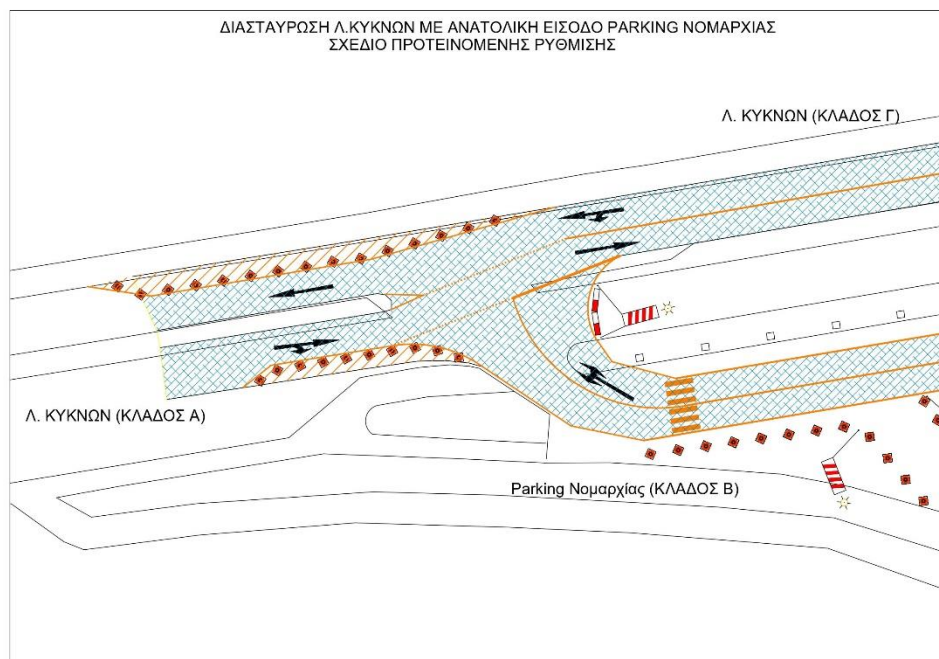 ΔΙΑΣΤΑΥΡΩΣΗ Λ.ΚΥΚΝΩΝ ΜΕ ΑΝΑΤΟΛΙΚΗ ΕΙΣΟΔΟ PARKING ΝΟΜΑΡΧΙΑΣ
ΣΧΕΔΙΟ ΠΡΟΤΕΙΝΟΜΕΝΗΣ ΡΥΘΜΙΣΗΣ
Λ. ΚΥΚΝΩΝ (ΚΛΑΔΟΣ Γ)
Λ. ΚΥΚΝΩΝ (ΚΛΑΔΟΣ Α)
Parking Νομαρχίας (ΚΛΑΔΟΣ Β)